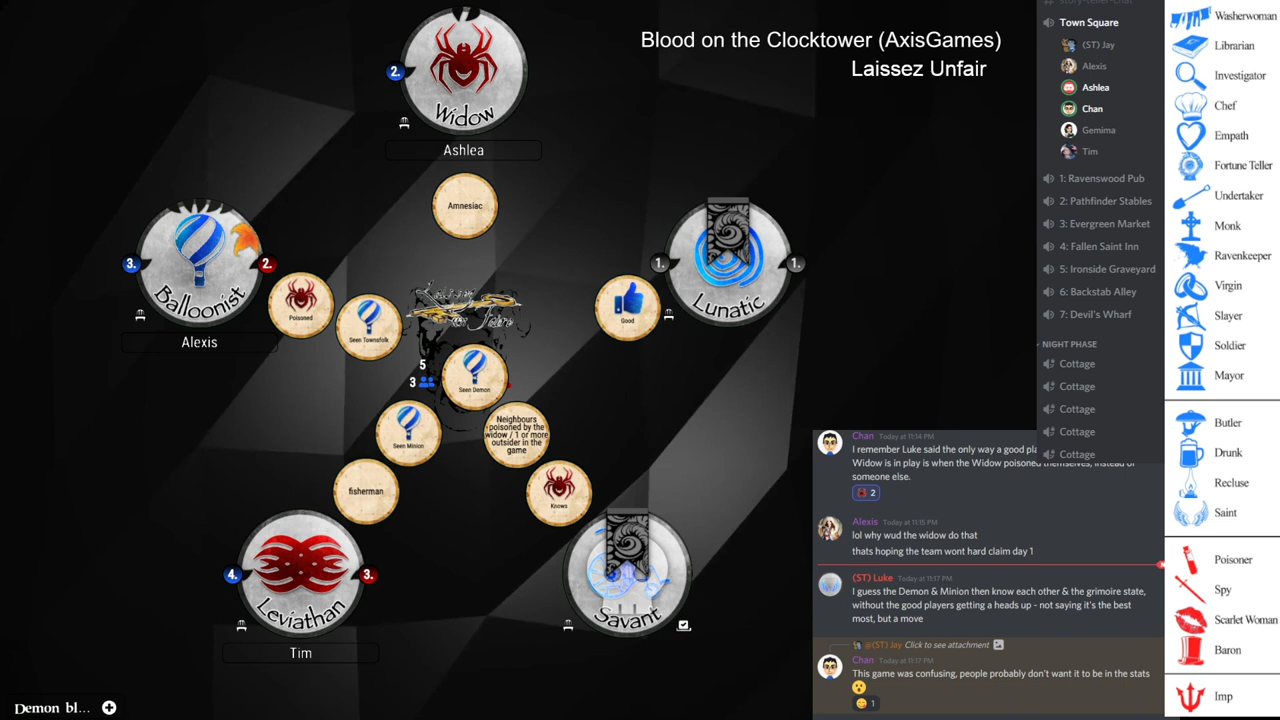 Blood on the Clocktower (AxisGames)
Laissez Unfair
2.
Widow
Ashlea
Amnesiac
3.
2.
Balloonist
Alexis
Poisoned
Seen Townsfolk
Good
1.
1.
Lunatic
5
3
Seen Demon
Seen Minion
Neighbours
poisoned by the
widow / 1 or more
outsider in the
game
fisherman
Knows
4.
3.
Leviathan
Tim
Savant
Demon bl...
Town Square
(ST) Jay
Alexis
Ashlea
Chan
Gemima
Tim
1: Ravenswood Pub
2: Pathfinder Stables
3: Evergreen Market
4: Fallen Saint Inn
5: Ironside Graveyard
6: Backstab Alley
7: Devil's Wharf
NIGHT PHASE
Cottage
Cottage
Cottage
Cottage
Cottage
Chan Today at 11:14 PM
I remember Luke said the only way a good pla
Widow is in play is when the Widow poisoned themselves, instead of
someone else.
2
Alexis Today at 11:15 PM
lol why wud the widow do that
thats hoping the team wont hard claim day 1
(ST) Luke Today at 11:17 PM
I guess the Demon & Minion then know each other & the grimoire state,
without the good players getting a heads up - not saying it's the best
most, but a move
@(ST) Jay Click to see attachment
Chan Today at 11:17 PM
This game was confusing, people probably don't want it to be in the stats
1
Washerwoman
Librarian
Investigator
Chef
Empath
Fortune Teller
Undertaker
Monk
Ravenkeeper
Virgin
Slayer
Soldier
Mayor
Butler
Drunk
Recluse
Saint
Poisoner
Spy
Scarlet Woman
Baron
Imp